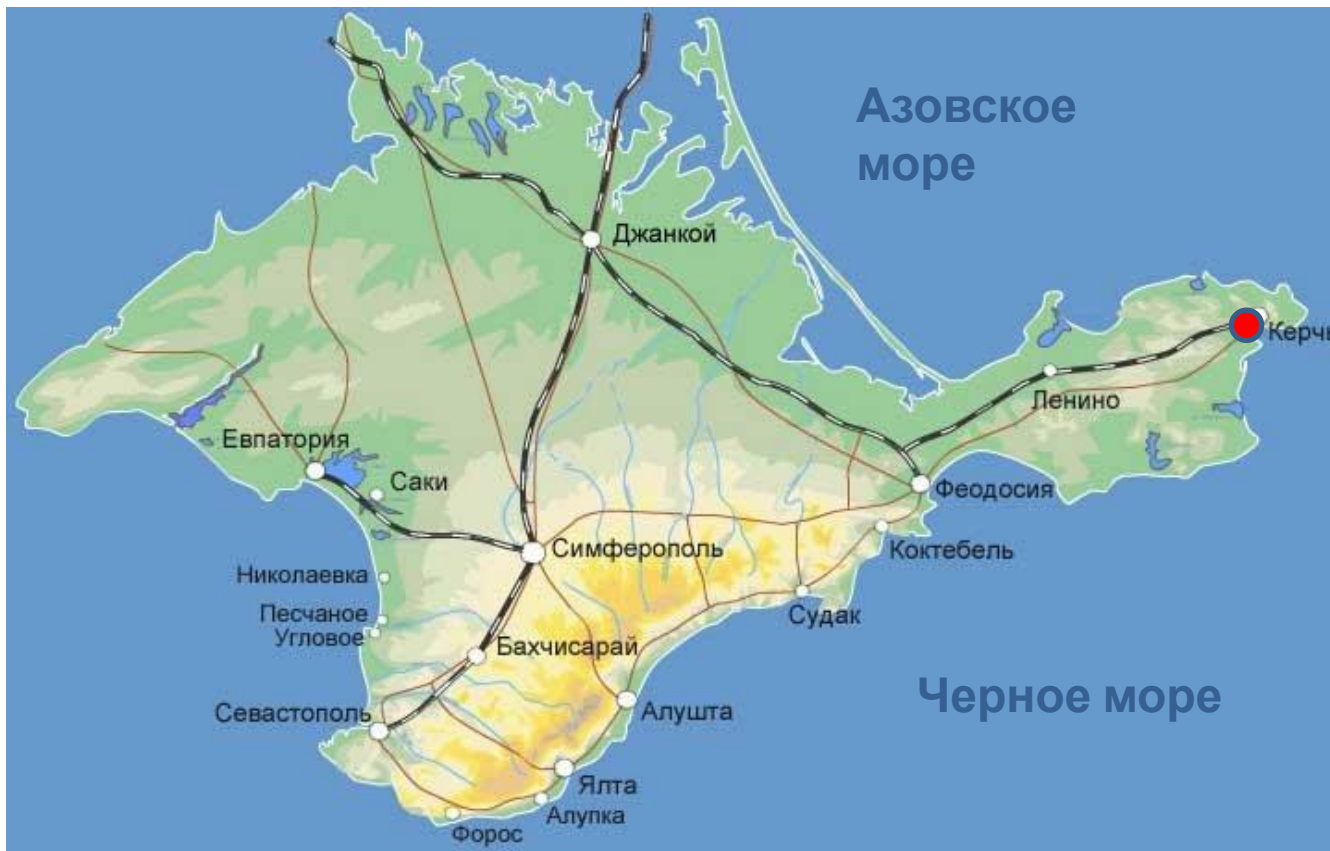 Азовское
море
Джанкой
Керчь
Ленино
Евпатория
Саки
Феодосия
Симферополь
Коктебель
Николаевка
Песчаное
Судак
Угловое
Бахчисарай
Черное море
Севастополь
Алушта
Ялта
Алупка
Форос